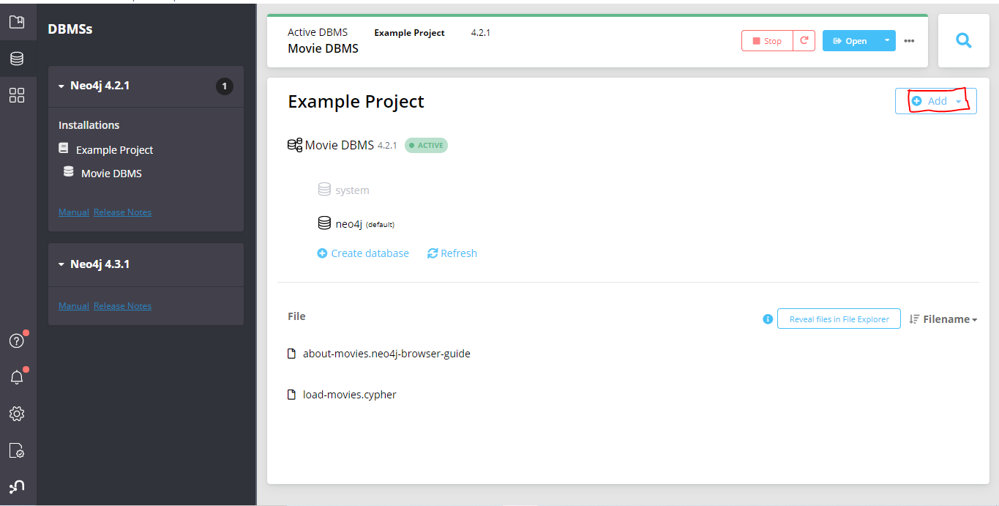 DBMSs
Neo4j 4.2.1
1
Installations
Example Project
Movie DBMS
Manual Release Notes
Neo4j 4.3.1
Manual Release Notes
Active DBMS Example Project 4.2.1
Movie DBMS
Stop
Open
Example Project
Add
Movie DBMS 4.2.1 ACTIVE
system
neo4j (default)
Create database Refresh
File
Reveal files in File Explorer
Filename
about-movies.neo4j-browser-guide
load-movies.cypher